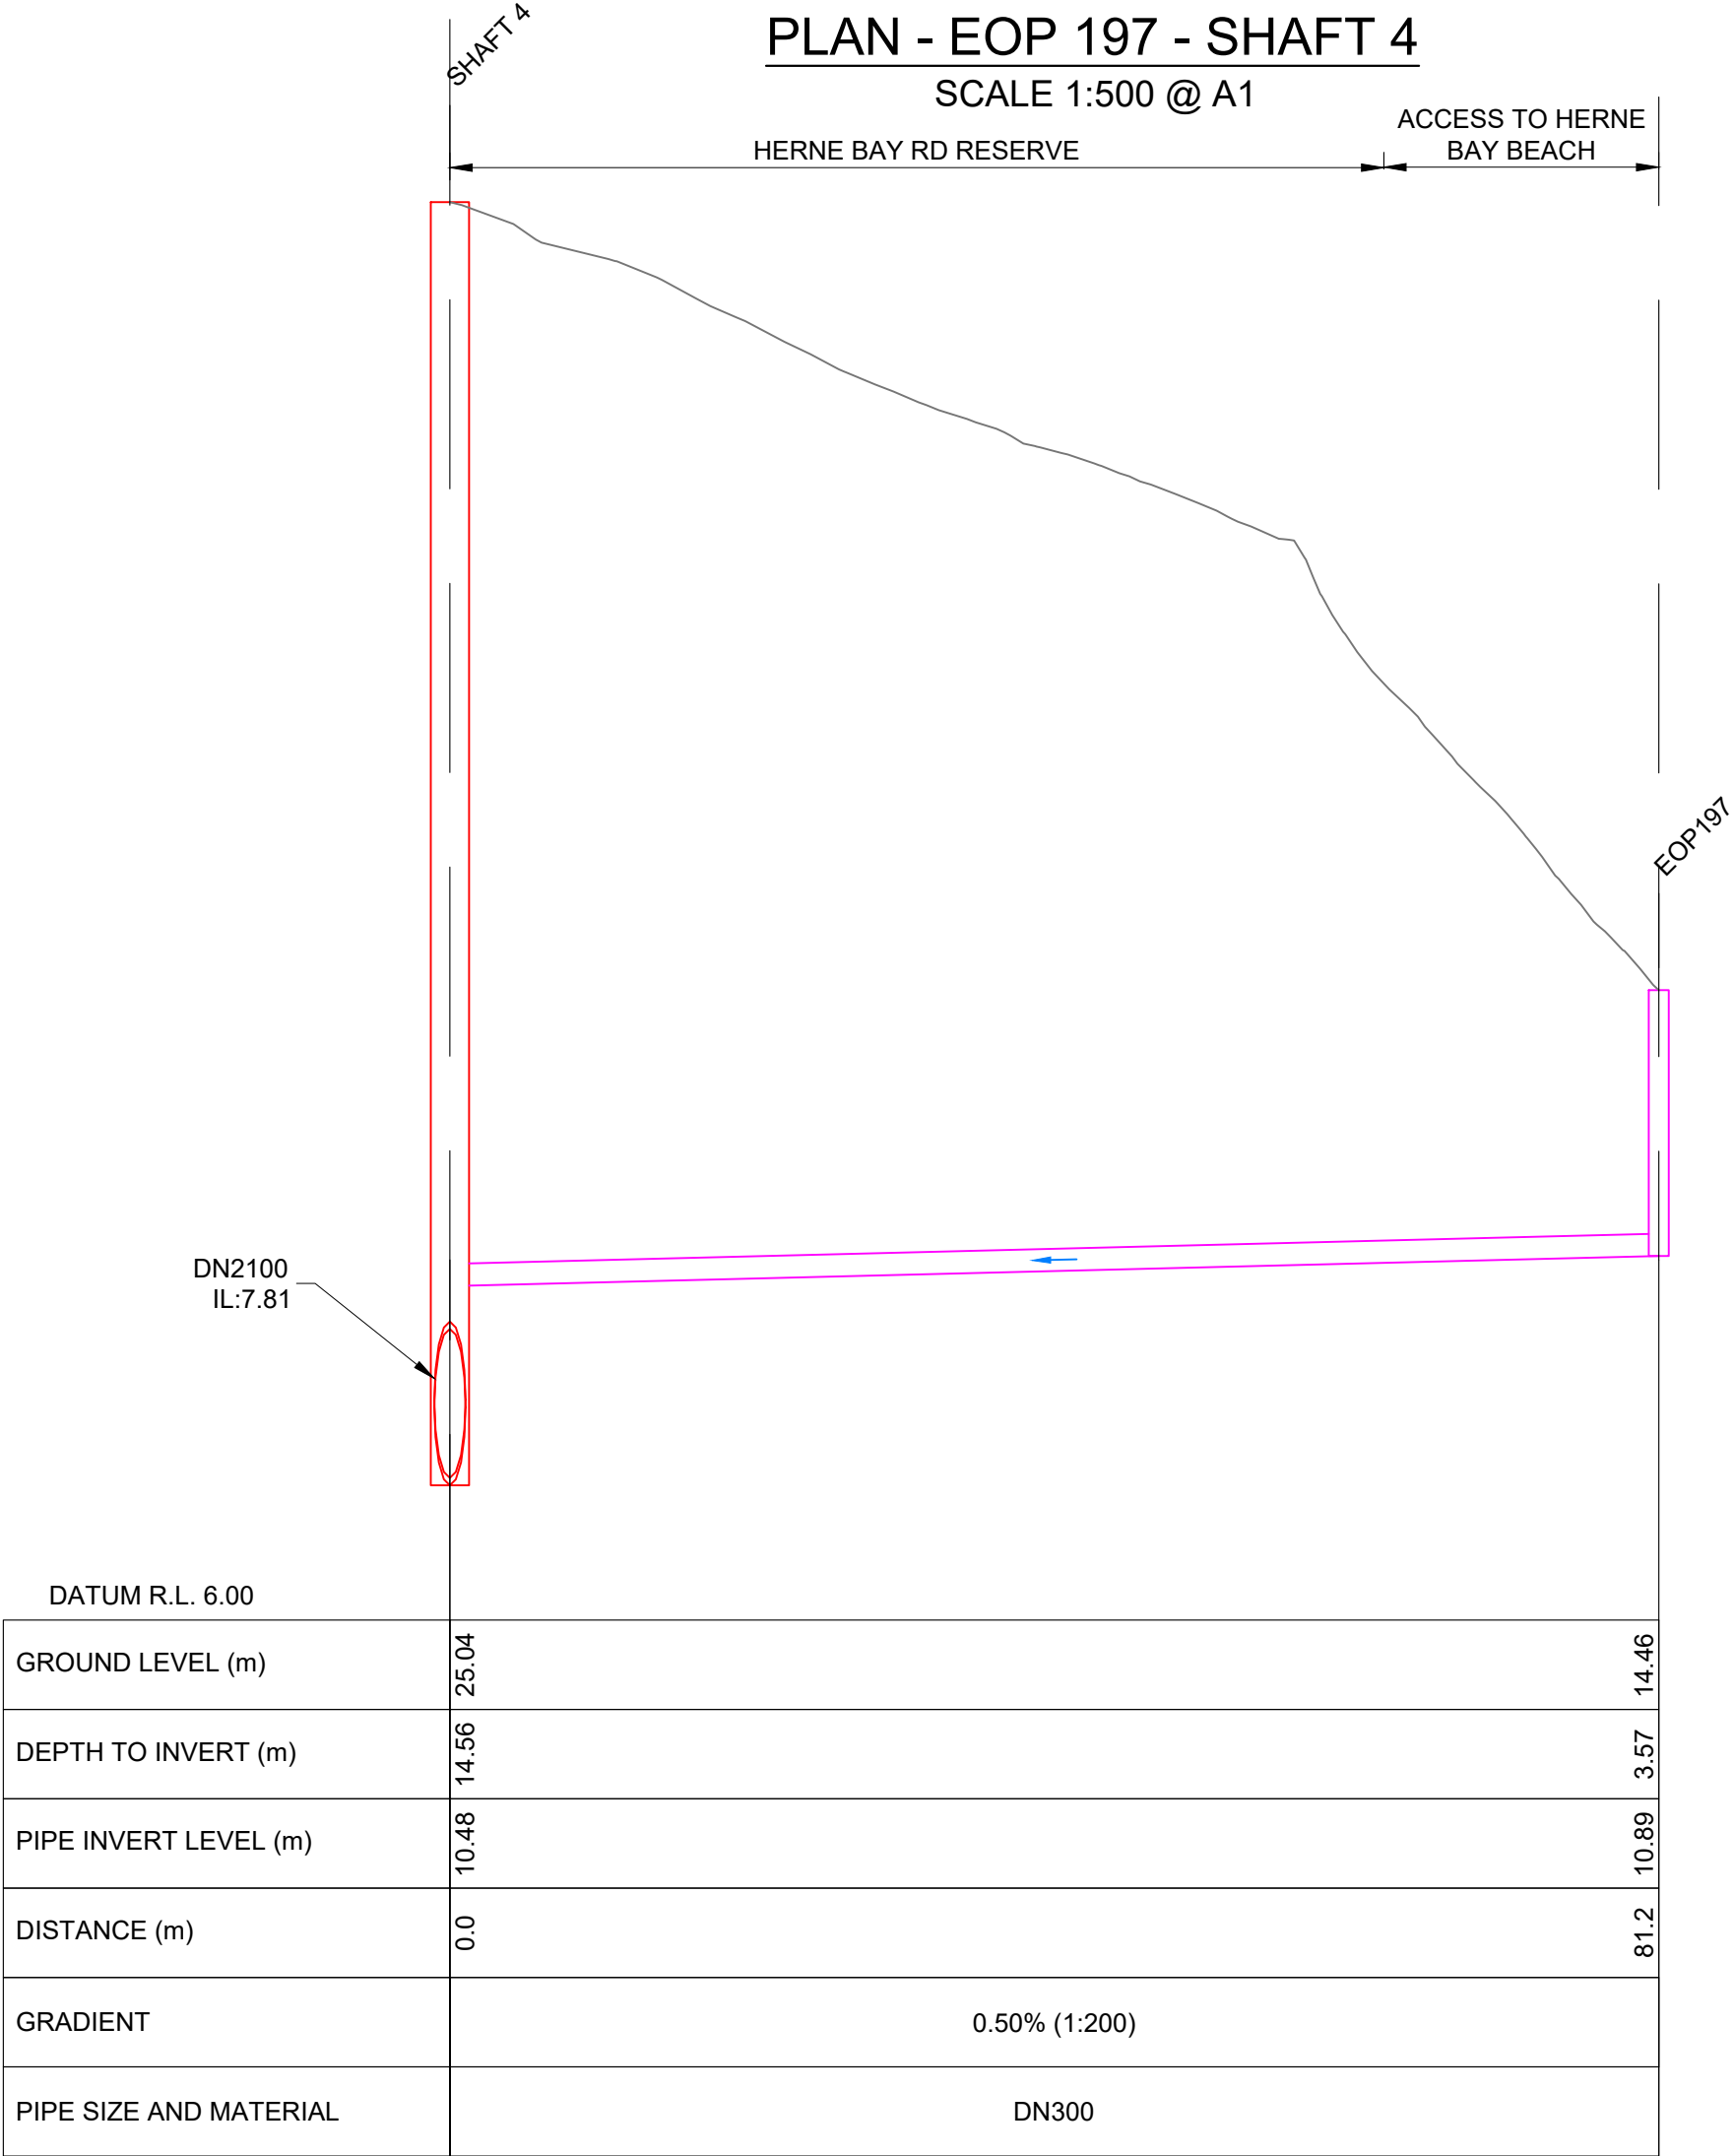 PLAN - EOP 197 - SHAFT 4
SCALE 1:500 @ A1
SHAFT 4
HERNE BAY RD RESERVE
ACCESS TO HERNE
BAY BEACH
EOP197
DN2100
IL:7.81
DATUM R.L. 6.00
GROUND LEVEL (m) 25.04 14.46
DEPTH TO INVERT (m) 14.56 3.57
PIPE INVERT LEVEL (m) 10.48 10.89
DISTANCE (m) 0.0 81.2
GRADIENT 0.50% (1:200)
PIPE SIZE AND MATERIAL DN300